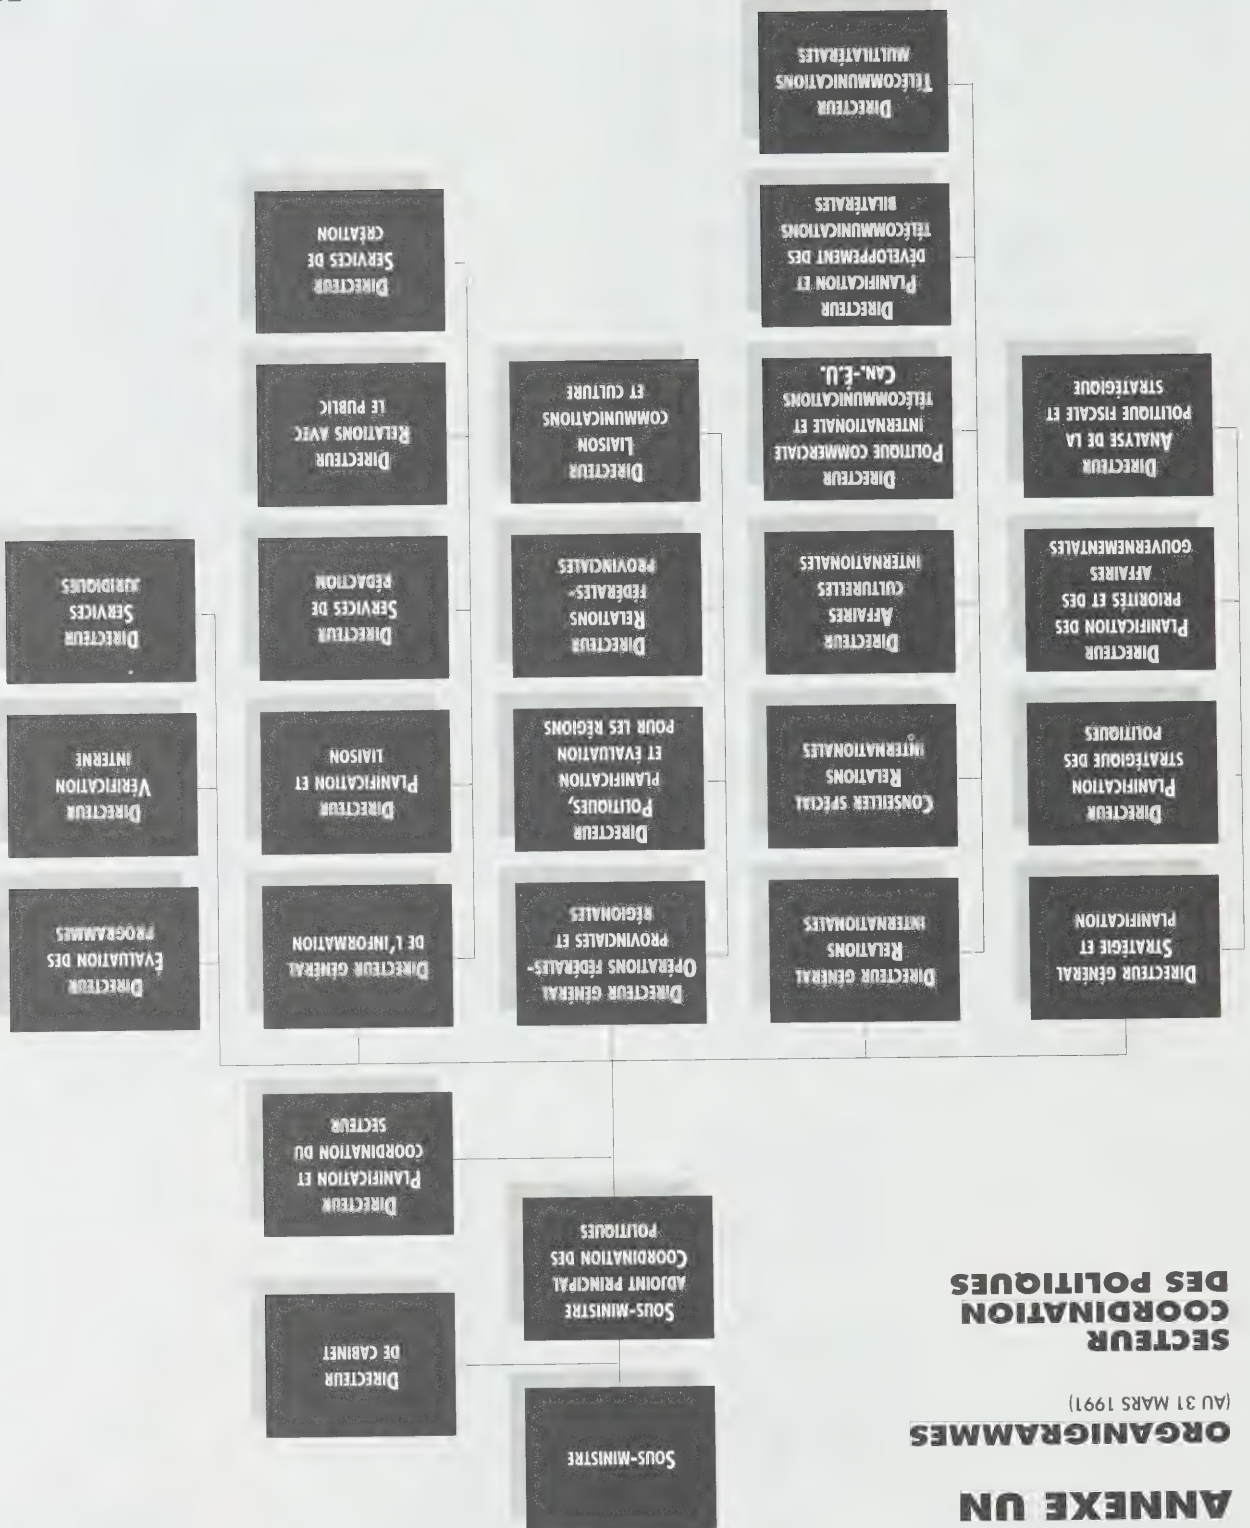 ANNEXE UN
ORGANIGRAMMES
(AU 31 MARS 1991)
SECTEUR
COORDINATION
DES POLITIQUES
SOUS-MINISTRE
DIRECTEUR
DE CABINET
SOUS-MINISTRE
ADJOINT PRINCIPAL
COORDINATION DES
POLITIQUES
DIRECTEUR
PLANIFICATION ET
COORDINATION DU
SECTEUR
DIRECTEUR GÉNÉRAL
STRATÉGIE ET
PLANIFICATION
DIRECTEUR
PLANIFICATION
STRATÉGIQUE DES
POLITIQUES
DIRECTEUR
PLANIFICATION DES
PRIORITÉS ET DES
AFFAIRES
GOUVERNEMENTALES
DIRECTEUR
ANALYSE DE LA
POLITIQUE FISCALE ET
STRATÉGIQUE
DIRECTEUR GÉNÉRAL
RELATIONS
INTERNATIONALES
CONSEILLER SPÉCIAL
RELATIONS
INTERNATIONALES
DIRECTEUR
AFFAIRES
CULTURELLES
INTERNATIONALES
DIRECTEUR
POLITIQUE COMMERCIALE
INTERNATIONALE ET
TÉLÉCOMMUNICATIONS
CAN.-É.U.
DIRECTEUR
PLANIFICATION ET
DÉVELOPPEMENT DES
TÉLÉCOMMUNICATIONS
BILATÉRALES
DIRECTEUR
TÉLÉCOMMUNICATIONS
MULTILATÉRALES
DIRECTEUR GÉNÉRAL
OPÉRATIONS FÉDÉRALES-
PROVINCIALES ET
RÉGIONALES
DIRECTEUR
POLITIQUES,
PLANIFICATION
ET ÉVALUATION
POUR LES RÉGIONS
DIRECTEUR
RELATIONS
FÉDÉRALES-
PROVINCIALES
DIRECTEUR
LIAISON
COMMUNICATIONS
ET CULTURE
DIRECTEUR GÉNÉRAL
DE L'INFORMATION
DIRECTEUR
PLANIFICATION ET
LIAISON
DIRECTEUR
SERVICES DE
RÉDACTION
DIRECTEUR
RELATIONS AVEC
LE PUBLIC
DIRECTEUR
SERVICES DE
CRÉATION
DIRECTEUR
ÉVALUATION DES
PROGRAMMES
DIRECTEUR
VÉRIFICATION
INTERNE
DIRECTEUR
SERVICES
JURIDIQUES